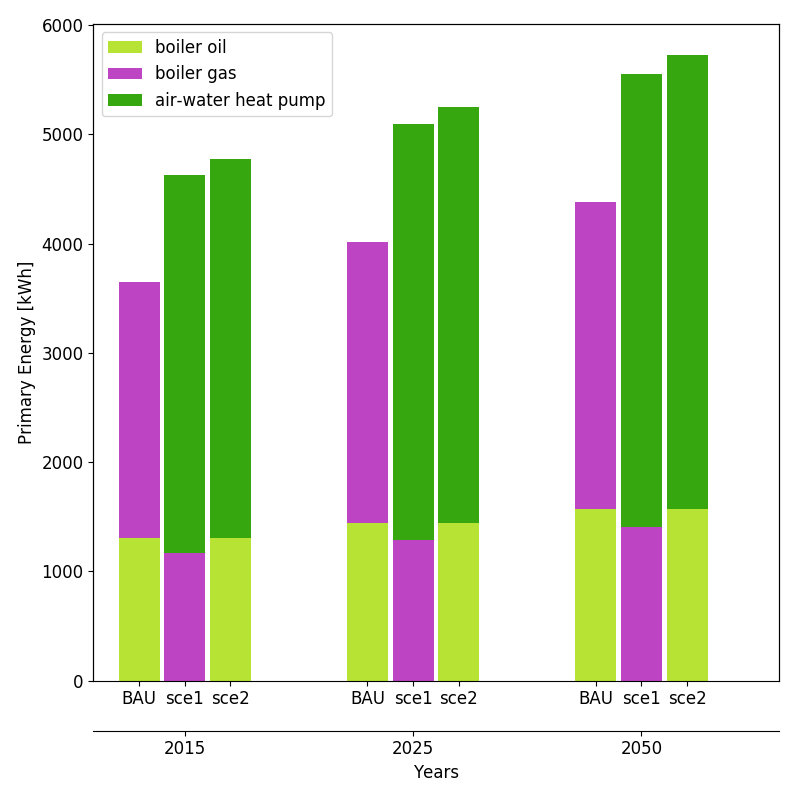 boiler oil
boiler gas
air-water heat pump
6000
5000
4000
3000
2000
1000
0
Primary Energy [kWh]
BAU sce1 sce2 BAU sce1 sce2 BAU sce1 sce2
2015 2025 2050
Years